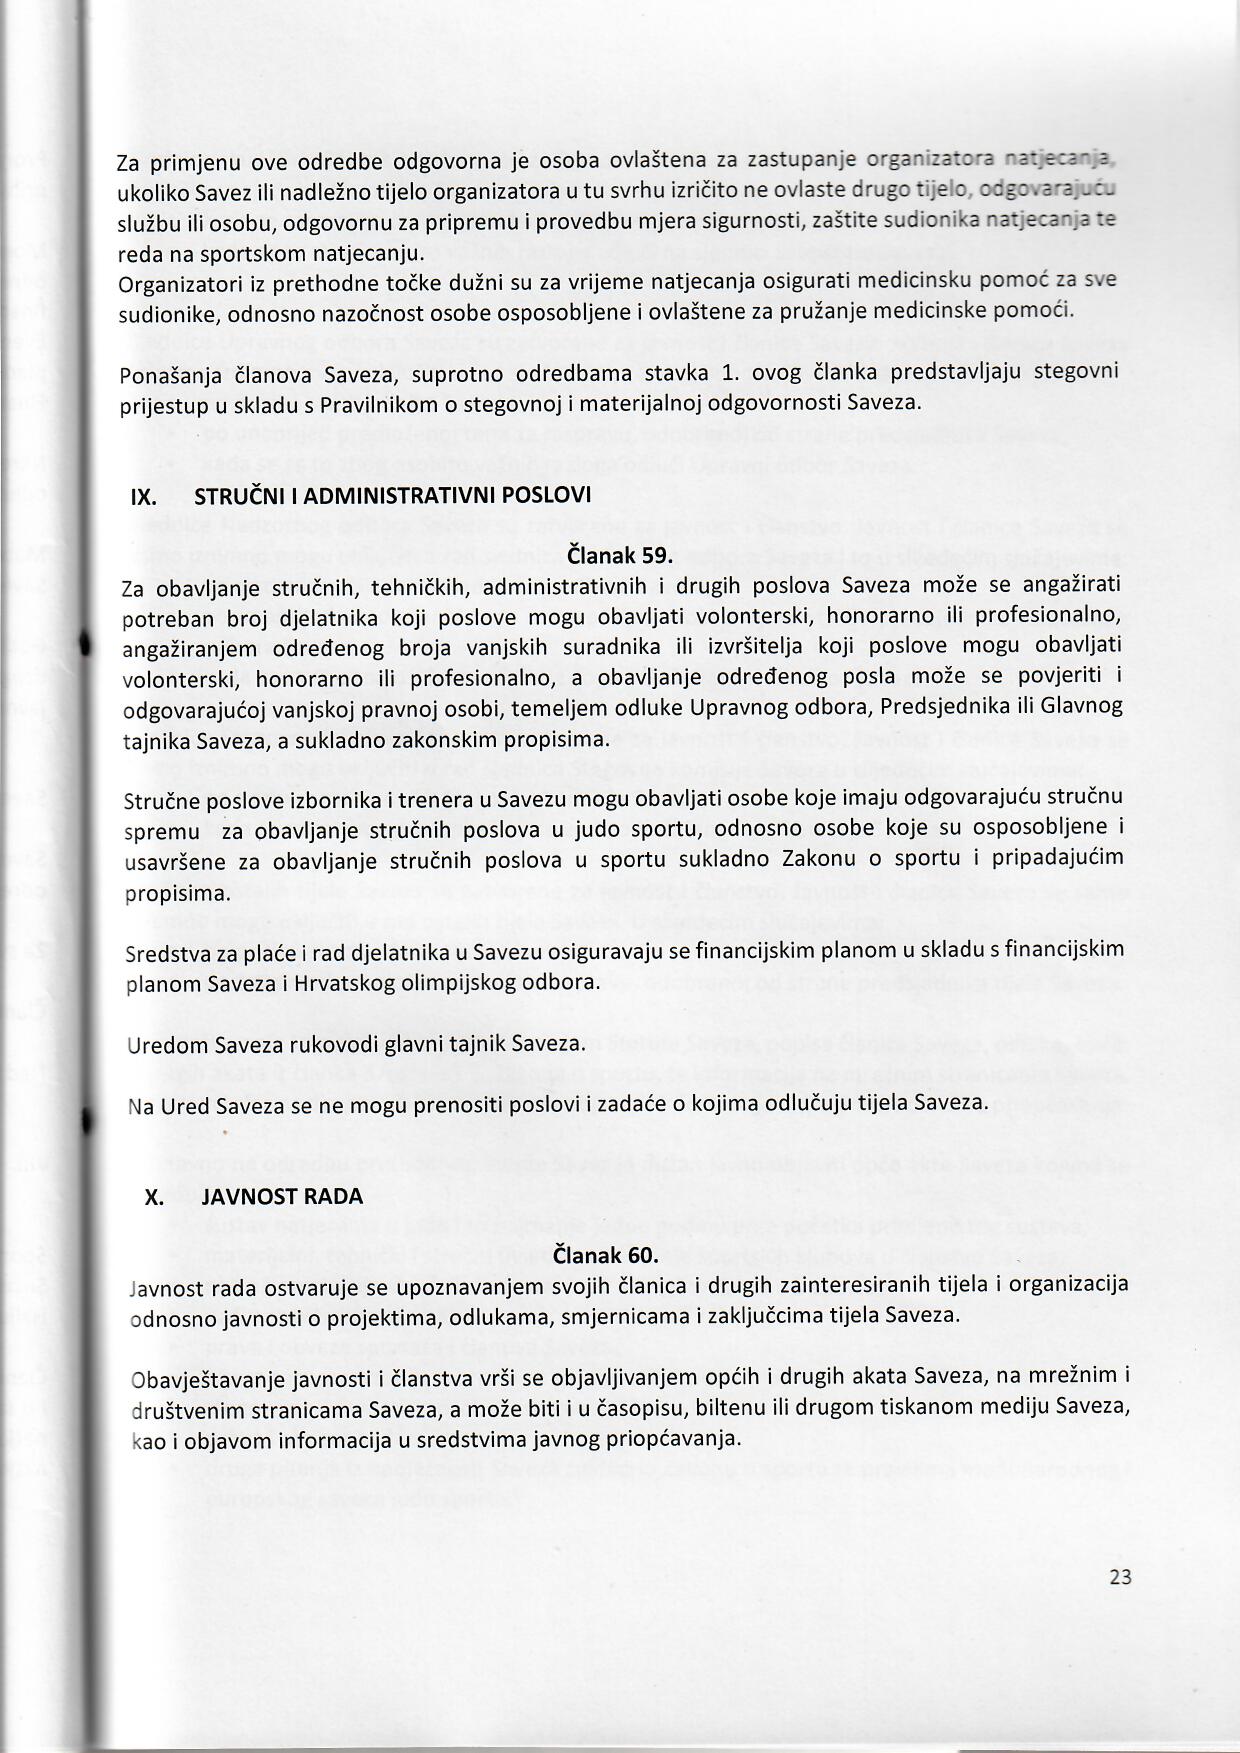 Za primjenu ove odredbe odgovorna je osoba ovlaštena za zastupanje organizatora natjecanja,
ukoliko Savez ili nadležno tijelo organizatora u tu svrhu izričito ne ovlaste drugo tijelo, odgovarajuću
službu ili osobu, odgovornu za pripremu i provedbu mjera sigurnosti, zaštite sudionika natjecanja te
reda na sportskom natjecanju.
Organizatori iz prethodne točke dužni su za vrijeme natjecanja osigurati medicinsku pomoć za sve
sudionike, odnosno nazočnost osobe osposobljene i ovlaštene za pružanje medicinske pomoći.
Ponašanja članova Saveza, suprotno odredbama stavka 1. ovog članka predstavljaju stegovni
prijestup u skladu s Pravilnikom o stegovnoj i materijalnoj odgovornosti Saveza.
IX. STRUČNI I ADMINISTRATIVNI POSLOVI
Članak 59.
Za obavljanje stručnih, tehničkih, administrativnih i drugih poslova Saveza može se angažirati
potreban broj djelatnika koji poslove mogu obavljati volonterski, honorarno ili profesionalno,
angažiranjem određenog broja vanjskih suradnika ili izvršitelja koji poslove mogu obavljati
volonterski, honorarno ili profesionalno, a obavljanje određenog posla može se povjeriti i
odgovarajućoj vanjskoj pravnoj osobi, temeljem odluke Upravnog odbora, Predsjednika ili Glavnog
tajnika Saveza, a sukladno zakonskim propisima.
Stručne poslove izbornika i trenera u Savezu mogu obavljati osobe koje imaju odgovarajuću stručnu
spremu za obavljanje stručnih poslova u judo sportu, odnosno osobe koje su osposobljene i
usavršene za obavljanje stručnih poslova u sportu sukladno Zakonu o sportu i pripadajućim
propisima.
Sredstva za plaće i rad djelatnika u Savezu osiguravaju se financijskim planom u skladu s financijskim
planom Saveza i Hrvatskog olimpijskog odbora.
Uredom Saveza rukovodi glavni tajnik Saveza.
Na Ured Saveza se ne mogu prenositi poslovi i zadaće o kojima odlučuju tijela Saveza.
X. JAVNOST RADA
Članak 60.
Javnost rada ostvaruje se upoznavanjem svojih članica i drugih zainteresiranih tijela i organizacija
odnosno javnosti o projektima, odlukama, smjernicama i zaključcima tijela Saveza.
Obavještavanje javnosti i članstva vrši se objavljivanjem općih i drugih akata Saveza, na mrežnim i
društvenim stranicama Saveza, a može biti i u časopisu, biltenu ili drugom tiskanom mediju Saveza,
kao i objavom informacija u sredstvima javnog priopćavanja.
23